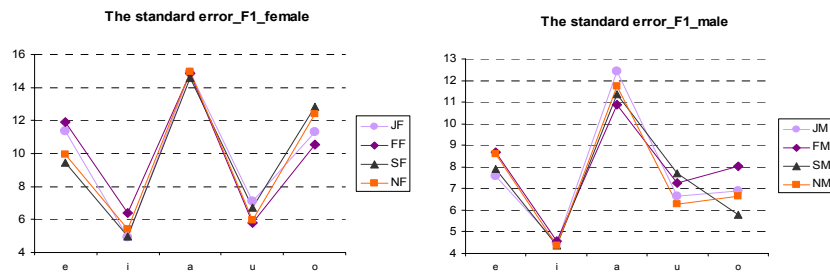 The standard error_F1_female
16
14
12
10
8
6
4
e i a u o
JF
FF
SF
NF
The standard error_F1_male
13
12
11
10
9
8
7
6
5
4
e i a u o
JM
FM
SM
NM